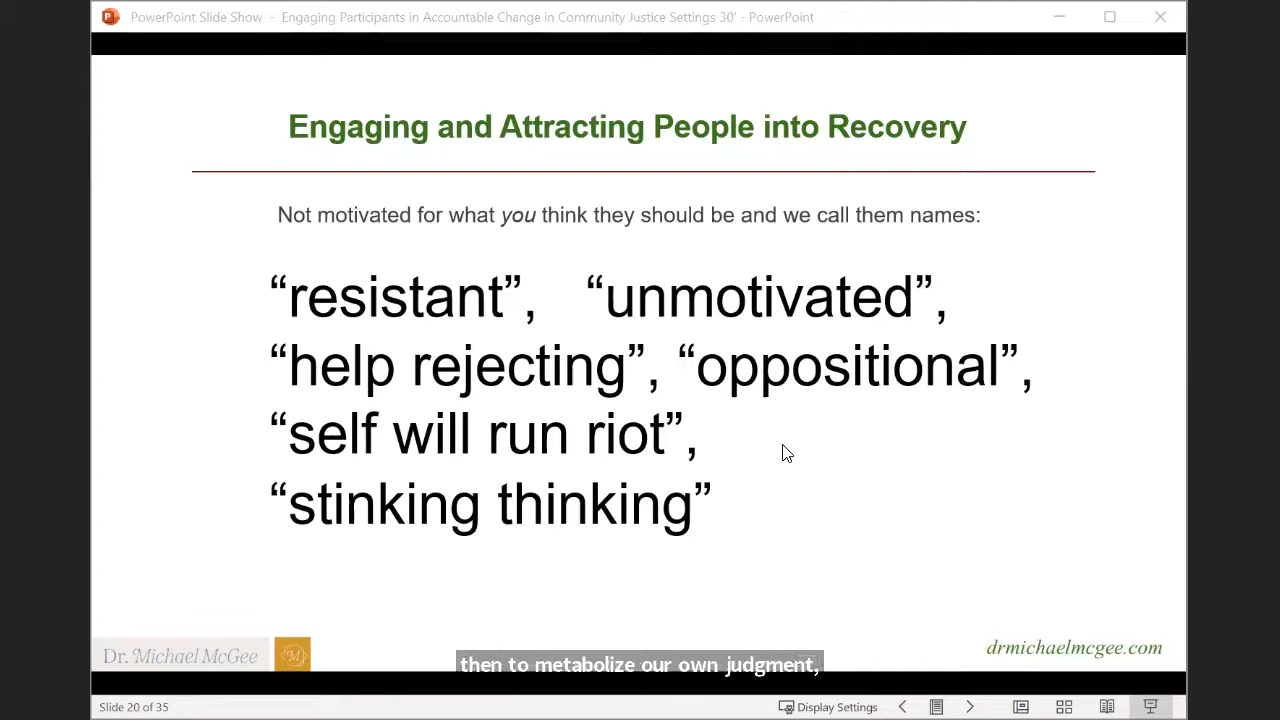 PowerPoint Slide Show - Engaging Participants in Accountable Change in Community Justice Settings 30' - PowerPoint
Engaging and Attracting People into Recovery
Not motivated for what you think they should be and we call them names:
“resistant”, “unmotivated”,
“help rejecting”, “oppositional”,
“self will run riot”,
“stinking thinking”
Dr. Michael McGee
M
drmichaelmcgee.com
then to metabolize our own judgment,
Slide 20 of 35
Display Settings